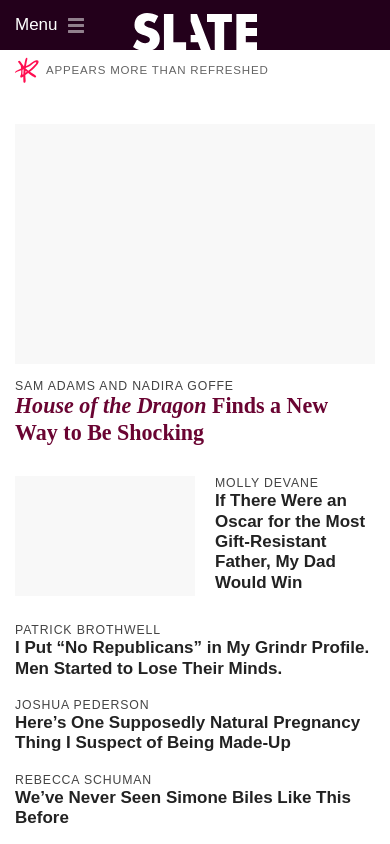 Menu
SLATE
APPEARS MORE THAN REFRESHED
SAM ADAMS AND NADIRA GOFFE
House of the Dragon Finds a New
Way to Be Shocking
MOLLY DEVANE
If There Were an
Oscar for the Most
Gift-Resistant
Father, My Dad
Would Win
PATRICK BROTHWELL
I Put “No Republicans” in My Grindr Profile.
Men Started to Lose Their Minds.
JOSHUA PEDERSON
Here’s One Supposedly Natural Pregnancy
Thing I Suspect of Being Made-Up
REBECCA SCHUMAN
We’ve Never Seen Simone Biles Like This
Before